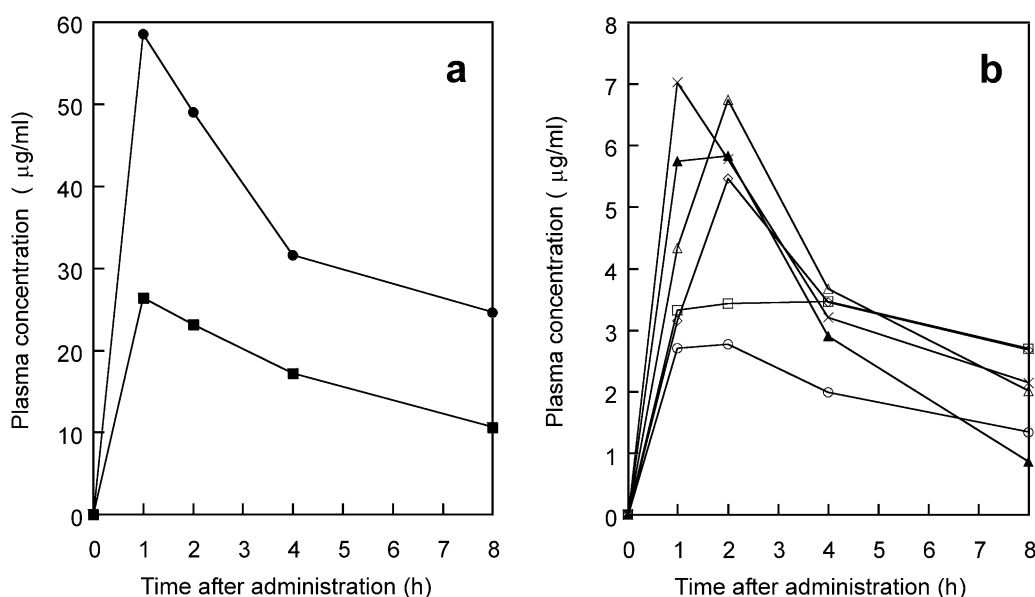 a
Plasma concentration ( μg/ml)
60
50
40
30
20
10
0
0 1 2 3 4 5 6 7 8
Time after administration (h)
b
Plasma concentration ( μg/ml)
8
7
6
5
4
3
2
1
0
0 1 2 3 4 5 6 7 8
Time after administration (h)